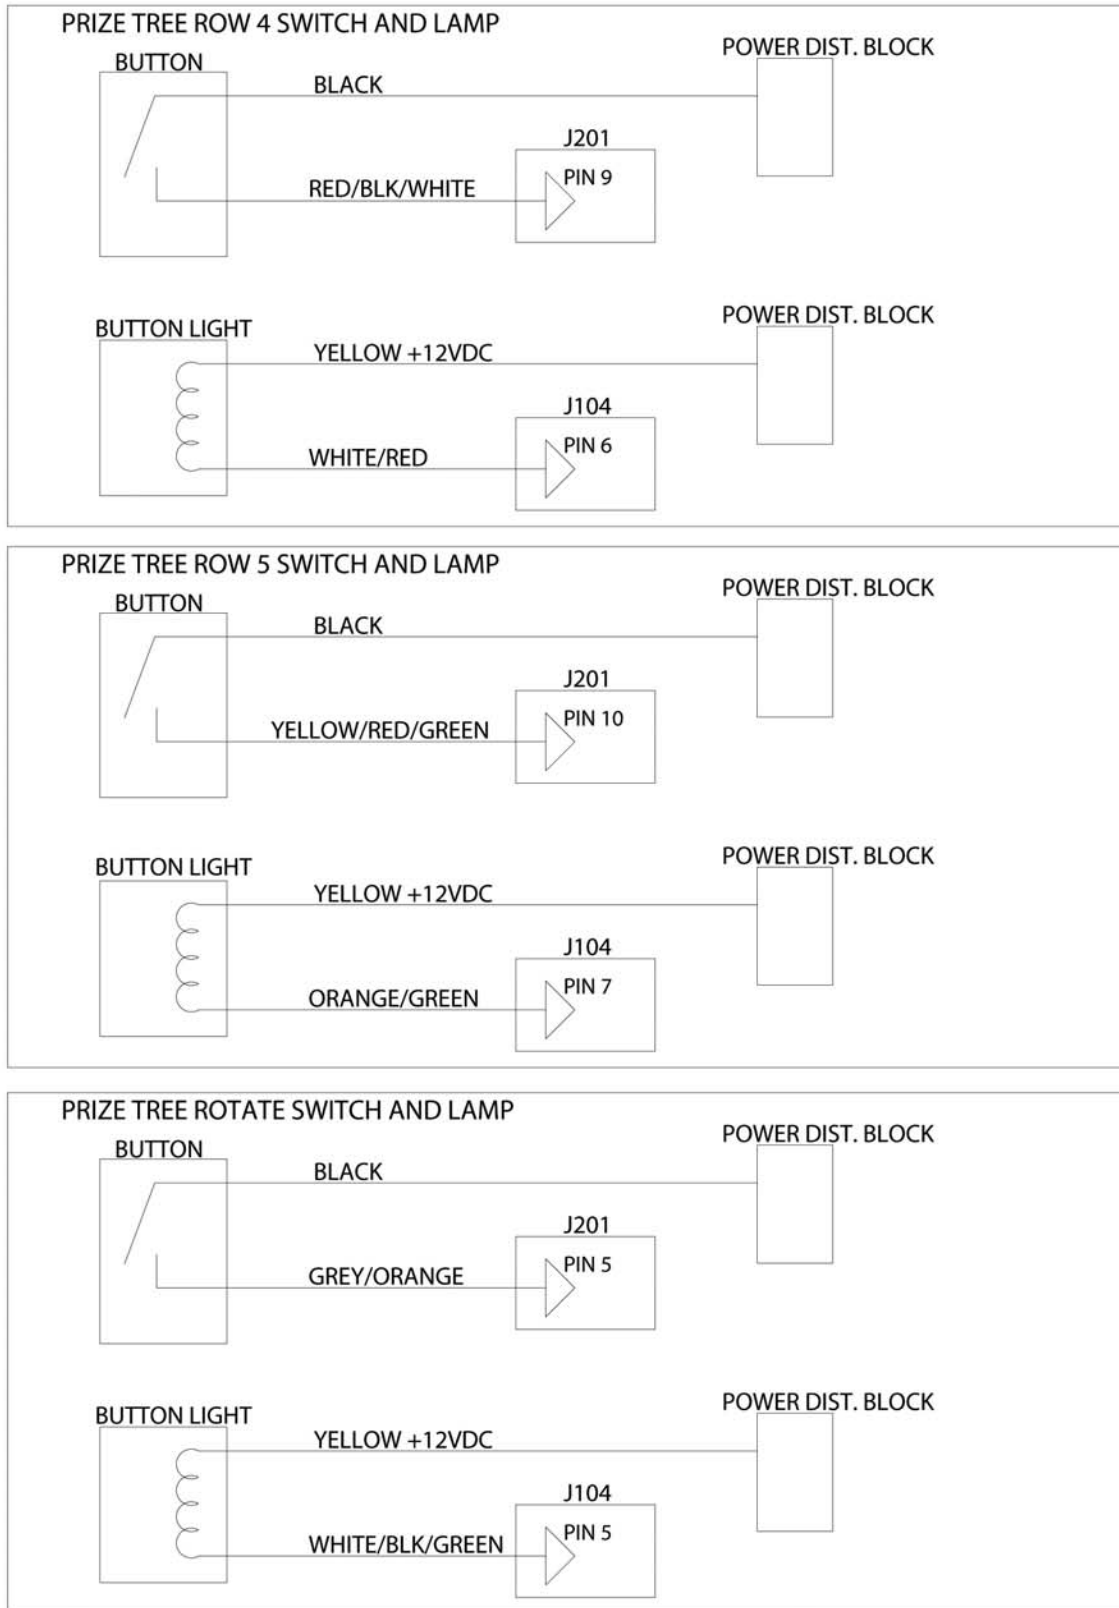 PRIZE TREE ROW 4 SWITCH AND LAMP
BUTTON
POWER DIST. BLOCK
BLACK
J201
PIN 9
RED/BLK/WHITE
BUTTON LIGHT
POWER DIST. BLOCK
YELLOW +12VDC
J104
PIN 6
WHITE/RED
PRIZE TREE ROW 5 SWITCH AND LAMP
BUTTON
POWER DIST. BLOCK
BLACK
J201
PIN 10
YELLOW/RED/GREEN
BUTTON LIGHT
POWER DIST. BLOCK
YELLOW +12VDC
J104
PIN 7
ORANGE/GREEN
PRIZE TREE ROTATE SWITCH AND LAMP
BUTTON
POWER DIST. BLOCK
BLACK
J201
PIN 5
GREY/ORANGE
BUTTON LIGHT
POWER DIST. BLOCK
YELLOW +12VDC
J104
PIN 5
WHITE/BLK/GREEN